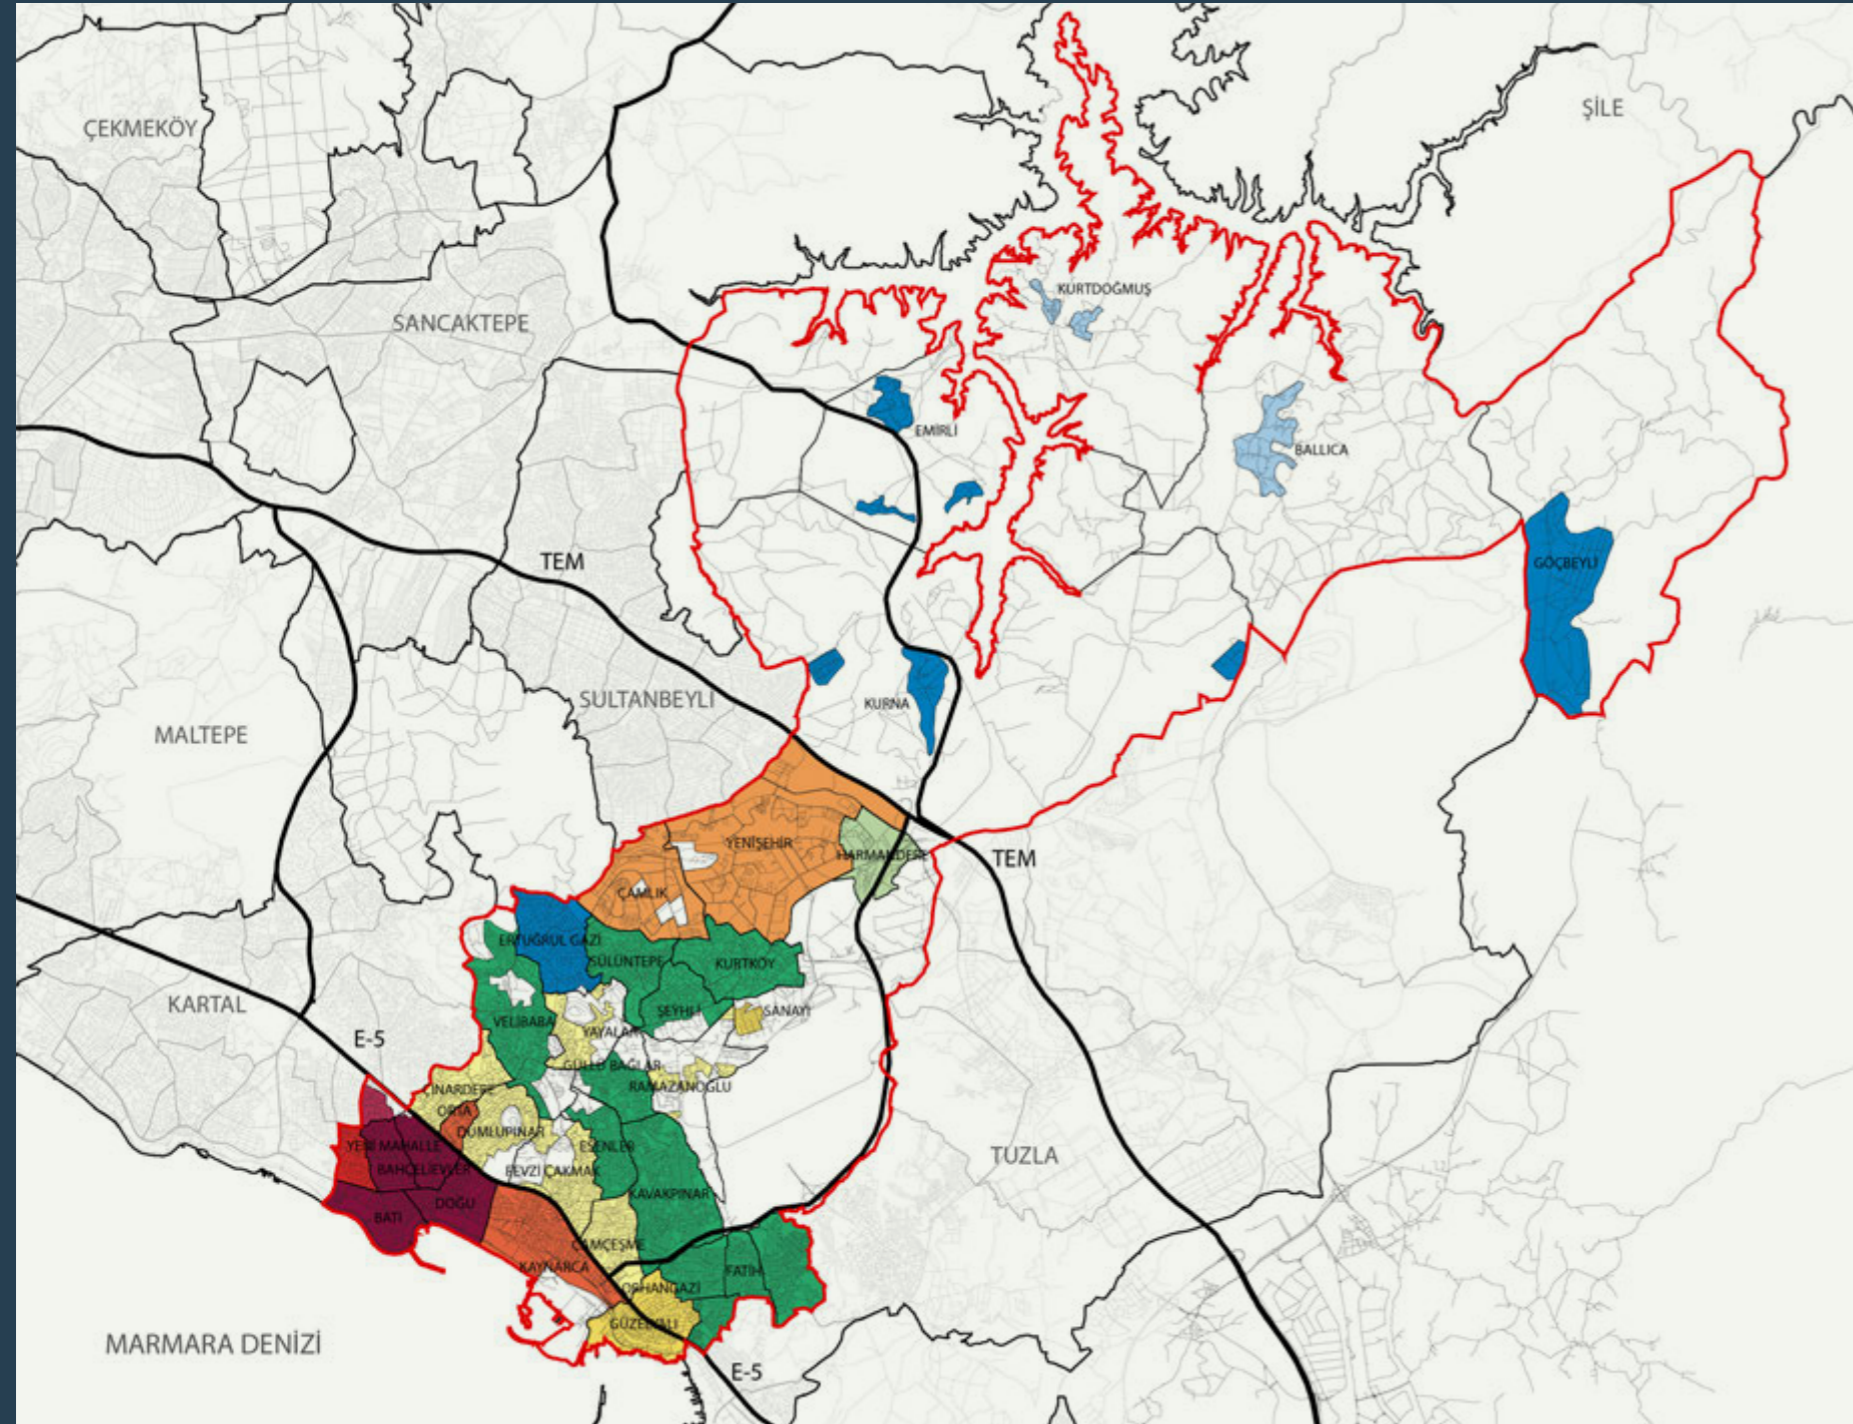 ŞİLE
ÇEKMEKÖY
KURTDOĞMUŞ
SANCAKTEPE
EMİRLİ
BALLICA
TEM
GÖÇBEYLİ
SULTANBEYLİ
KURNA
MALTEPE
YENİŞEHİR
HARMANDERE
TEM
ÇAMLIK
ERTUĞRUL GAZİ
SÜLÜNTEPE
KURTKÖY
KARTAL
ŞEYHLİ
SANAYİ
VELİBABA
YAYALAR
E-5
GÜLLÜ BAĞLAR
RAMAZANOĞLU
ÇINARDERE
ORTA
DUMLUPINAR
YENİ MAHALLE
ESENLER
TUZLA
BAHÇELİEVLER
FEVZİ ÇAKMAK
KAVAKPINAR
DOĞU
BATI
ÇAMÇEŞME
KAYNARCA
FATİH
ORHANGAZİ
GÜZELYALI
MARMARA DENİZİ
E-5